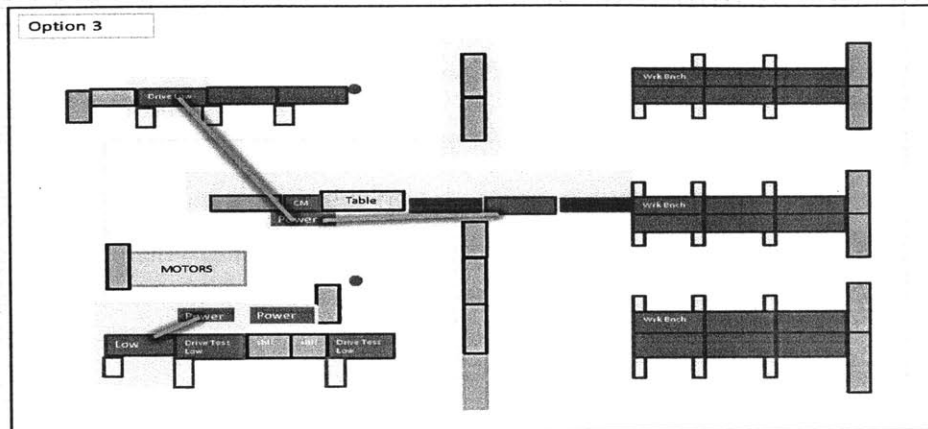 Option 3
Wrk Bnch
Drive Low
CM
Table
Power
Wrk Bnch
MOTORS
Power
Power
Wrk Bnch
Low
Drive Test
Low
Drive Test
Low